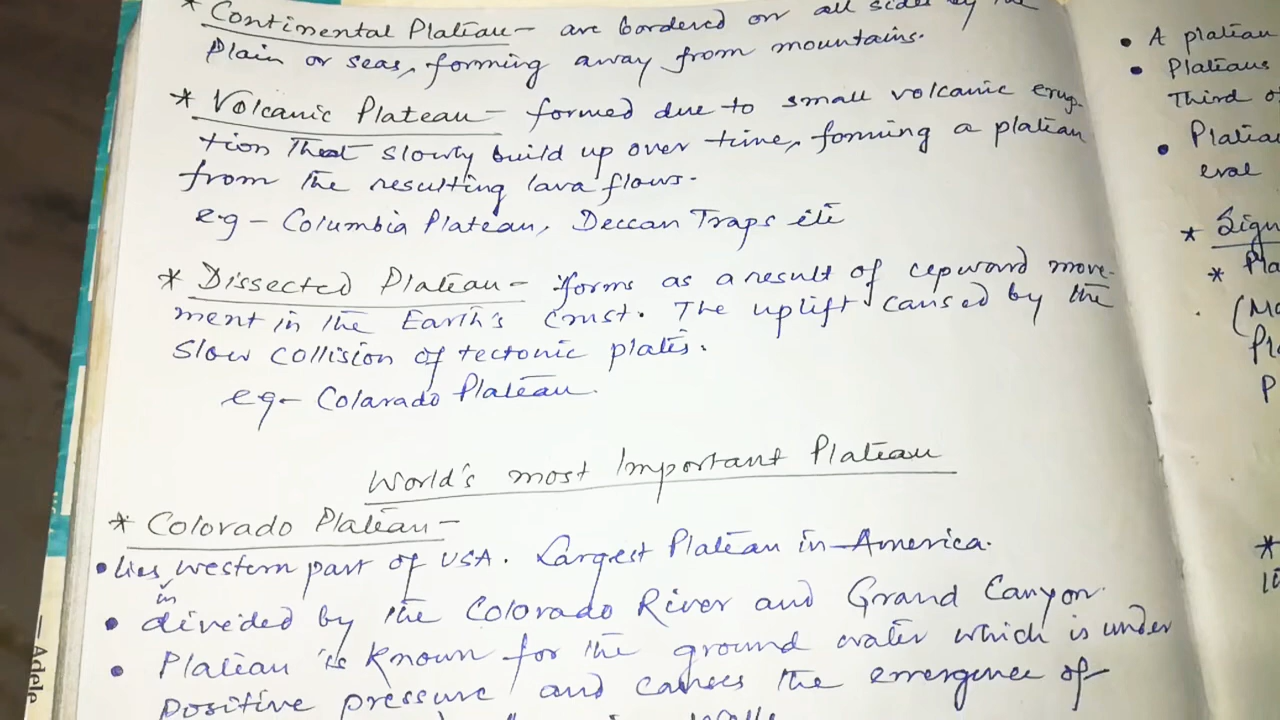 * Continental Plateau - are bordered on all sides by the
Plain or seas, forming away from mountains.
* Volcanic Plateau - formed due to small volcanic erup-
tion that slowly build up over time, forming a plateau
from the resulting lava flows.
e.g - Columbia Plateau, Deccan Traps etc
* Dissected Plateau - forms as a result of upward move-
ment in the Earth's crust. The uplift caused by the
slow collision of tectonic plates.
eg - Colarado Plateau.
World's most Important Plateau
* Colorado Plateau -
• lies in western part of USA. Largest Plateau in America.
• divided by the Colorado River and Grand Canyon.
• Plateau is known for the ground water which is under
positive pressure and causes the emergence of
• A plateau
• Plateaus
Third of
• Platea
eval
* Sign
* Pla
(Mo
Pla
P
*
— Adele